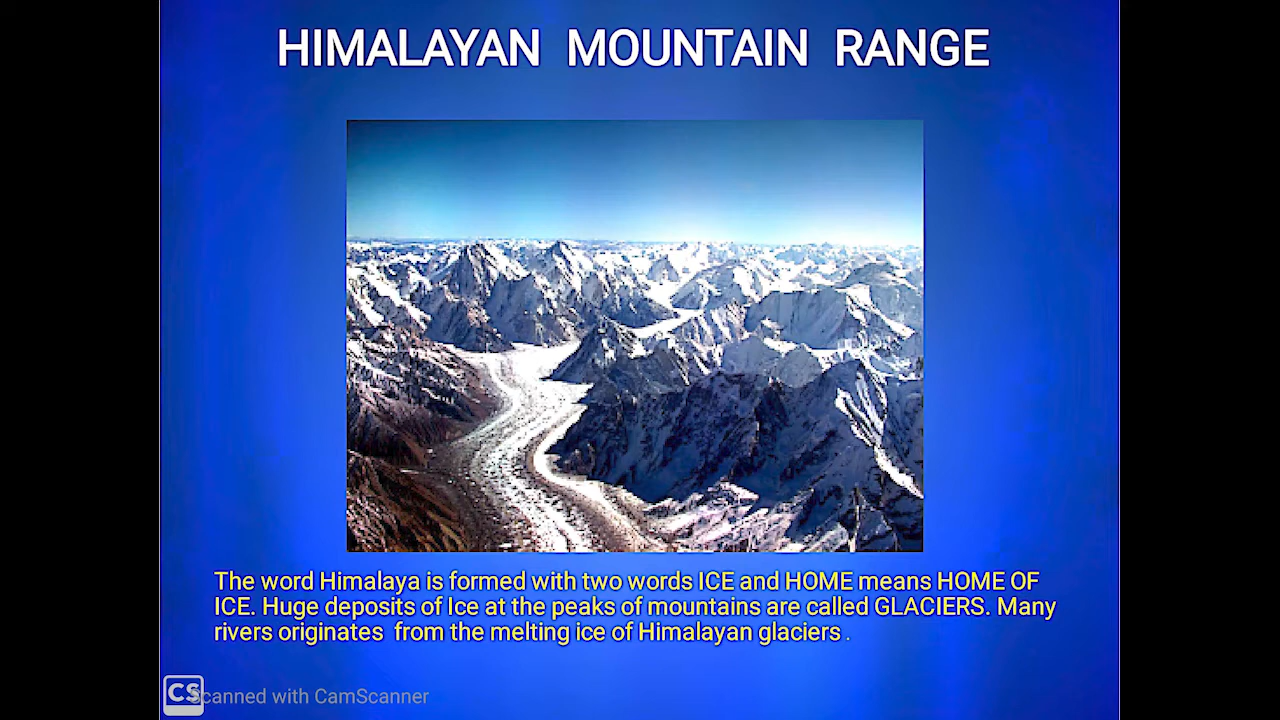 HIMALAYAN MOUNTAIN RANGE
The word Himalaya is formed with two words ICE and HOME means HOME OF
ICE. Huge deposits of Ice at the peaks of mountains are called GLACIERS. Many
rivers originates from the melting ice of Himalayan glaciers .
CS Scanned with CamScanner